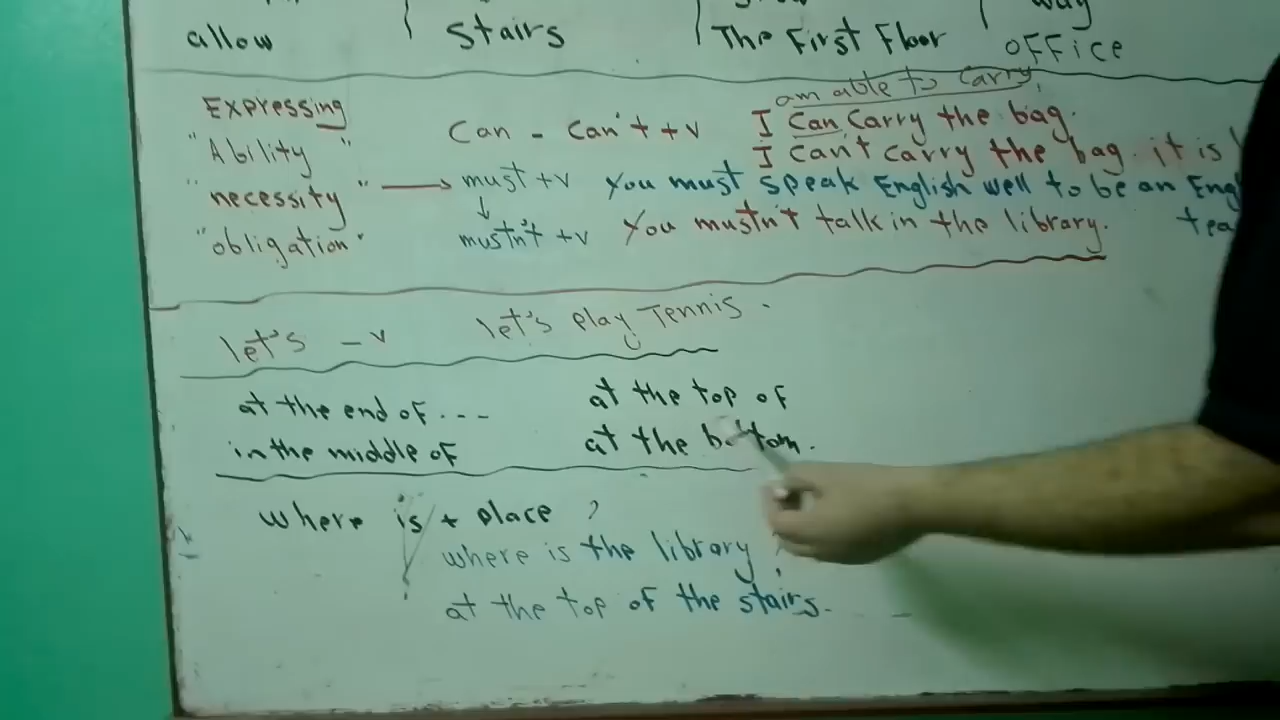 way
allow
stairs
The First Floor
office
am able to carry
Expressing
"Ability"
"necessity"
"obligation"
Can - can't + v
I can carry the bag.
I can't carry the bag. it is
must + v
You must speak English well to be an Eng
tea
mustn't + v
You mustn't talk in the library.
let's - v
let's play Tennis.
at the end of ---
at the top of
in the middle of
at the bottom.
where is + place ?
where is the library ?
at the top of the stairs.